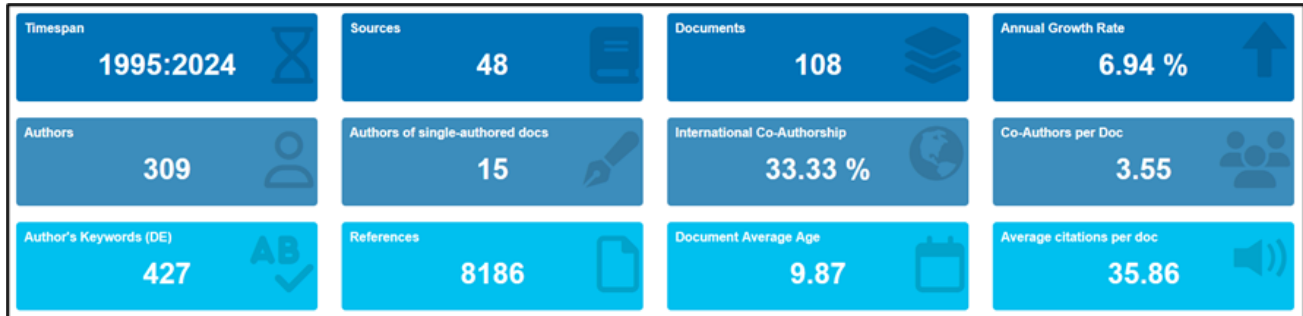 Timespan
1995:2024
Sources
48
Documents
108
Annual Growth Rate
6.94 %
Authors
309
Authors of single-authored docs
15
International Co-Authorship
33.33 %
Co-Authors per Doc
3.55
Author's Keywords (DE)
427
AB
References
8186
Document Average Age
9.87
Average citations per doc
35.86